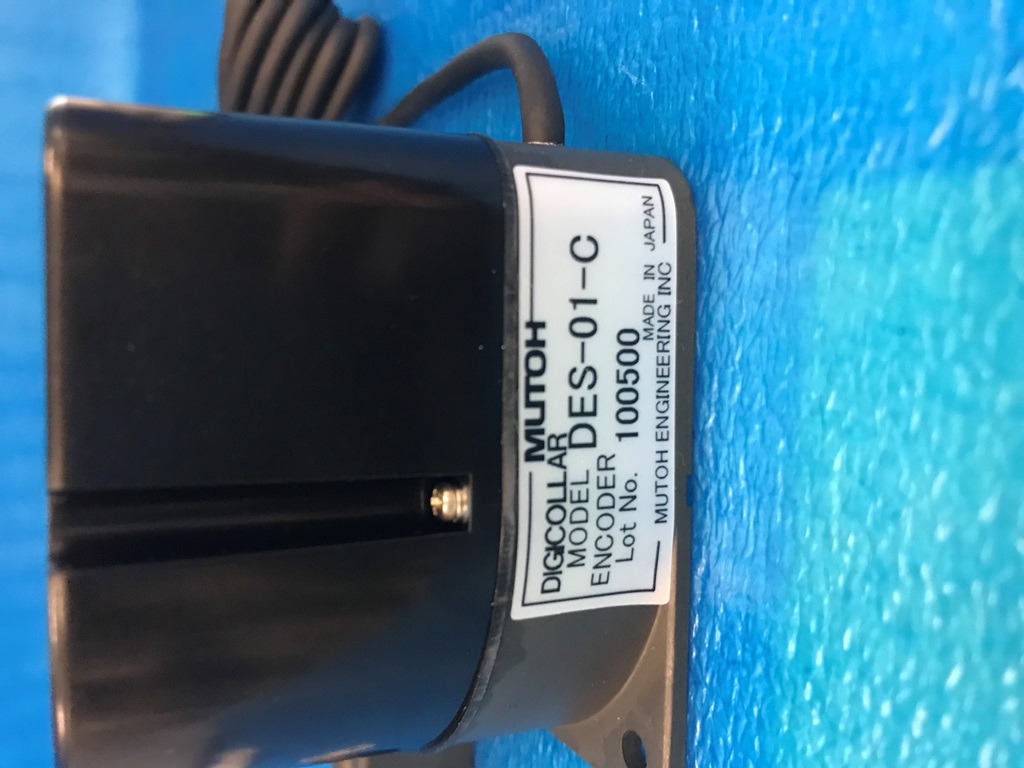 MUTOH
DIGICOLLAR
MODEL DES-01-C
ENCODER
Lot No. 100500
MADE IN JAPAN
MUTOH ENGINEERING INC